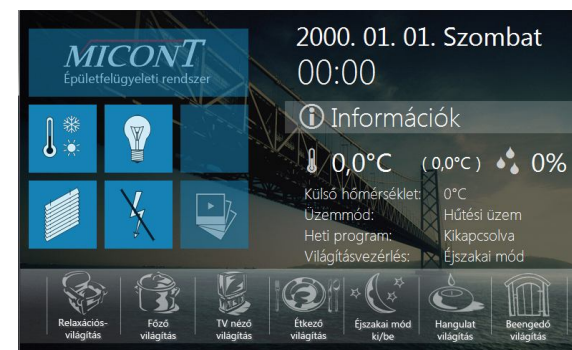 MICONT
Épületfelügyeleti rendszer
2000. 01. 01. Szombat
00:00
Információk
0,0°C ( 0,0°C ) 0%
Külső hőmérséklet: 0°C
Üzemmód: Hűtési üzem
Heti program: Kikapcsolva
Világításvezérlés: Éjszakai mód
Relaxációs-
világítás
Főző
világítás
TV néző
világítás
Étkező
világítás
Éjszakai mód
ki/be
Hangulat
világítás
Beengedő
világítás